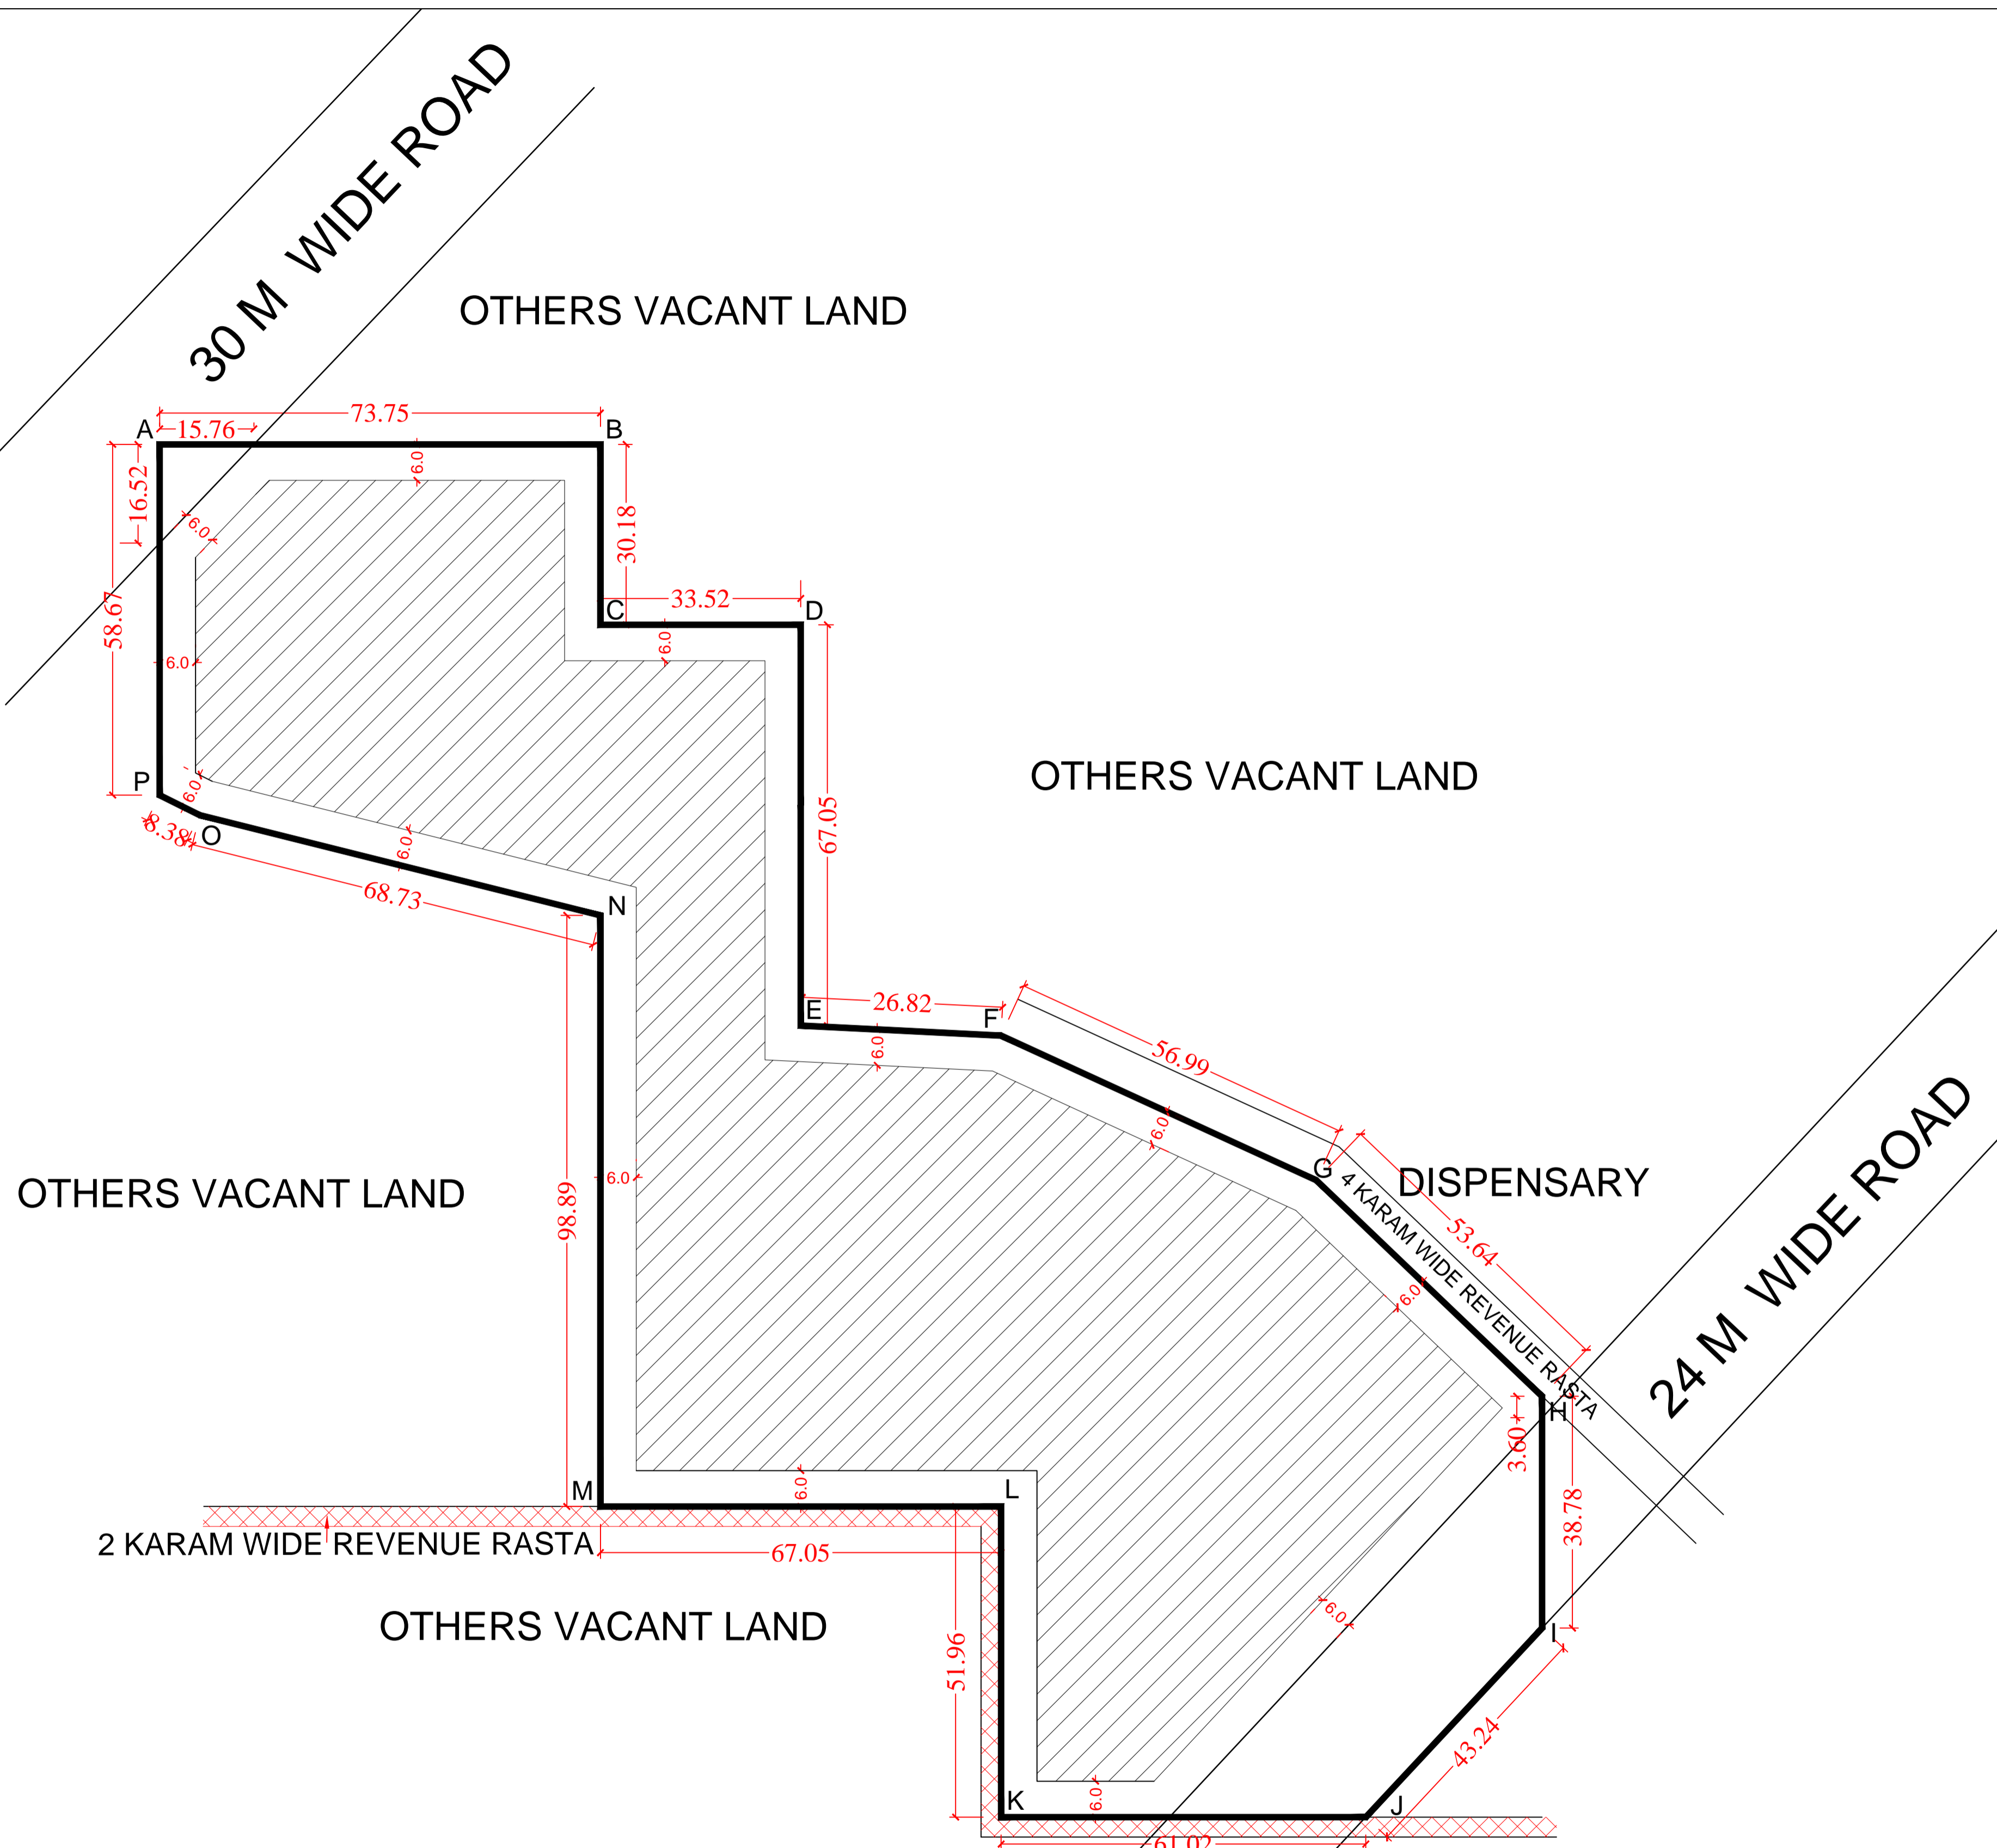 30 M WIDE ROAD
OTHERS VACANT LAND
73.75
A
15.76
B
6.0
16.52
30.18
6.0
58.67
33.52
C
D
6.0
6.0
67.05
OTHERS VACANT LAND
P
6.0
8.38
O
6.0
68.73
N
26.82
E
F
6.0
56.99
6.0
G
DISPENSARY
4 KARAM WIDE REVENUE RASTA
53.64
24 M WIDE ROAD
OTHERS VACANT LAND
98.89
6.0
6.0
H
3.60
38.78
M
6.0
L
2 KARAM WIDE REVENUE RASTA
67.05
OTHERS VACANT LAND
51.96
6.0
I
43.24
K
6.0
J
61.02